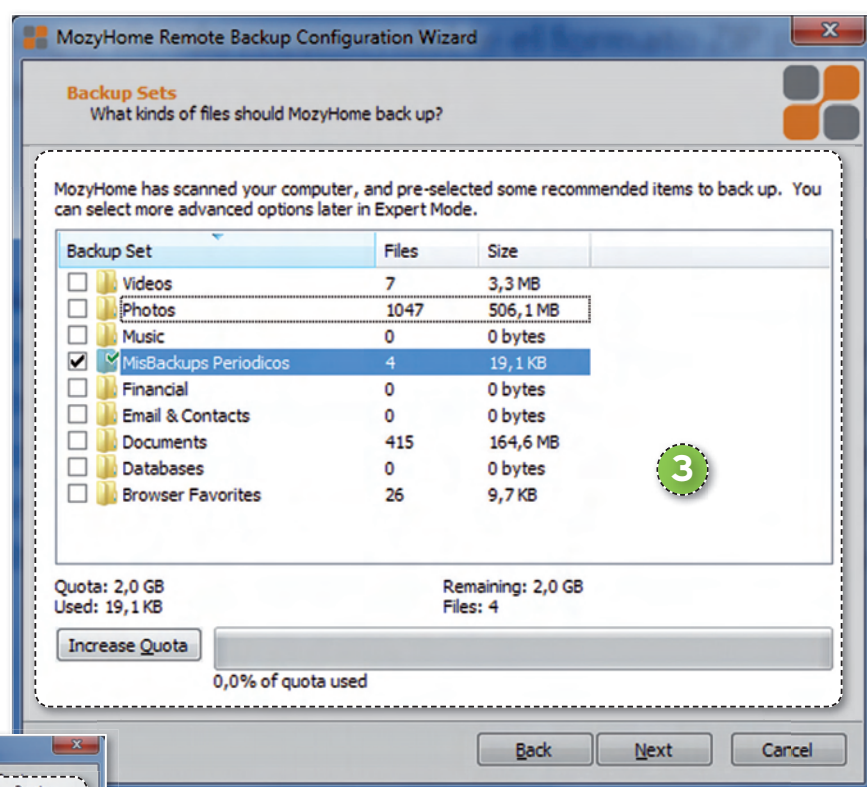 MozyHome Remote Backup Configuration Wizard
el formato ZIP
Backup Sets
What kinds of files should MozyHome back up?
MozyHome has scanned your computer, and pre-selected some recommended items to back up. You
can select more advanced options later in Expert Mode.
Backup Set Files Size
Videos 7 3,3 MB
Photos 1047 506,1 MB
Music 0 0 bytes
MisBackups Periodicos 4 19,1 KB
Financial 0 0 bytes
Email & Contacts 0 0 bytes
Documents 415 164,6 MB
Databases 0 0 bytes
Browser Favorites 26 9,7 KB
3
Quota: 2,0 GB Remaining: 2,0 GB
Used: 19,1 KB Files: 4
Increase Quota
0,0% of quota used
Back Next Cancel